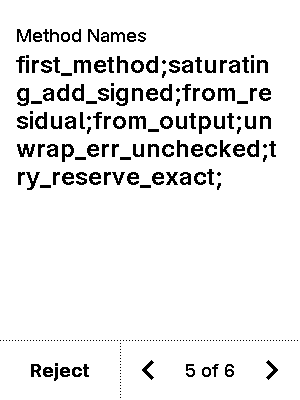 Method Names
first_method;saturatin
g_add_signed;from_re
sidual;from_output;un
wrap_err_unchecked;t
ry_reserve_exact;
Reject
5 of 6